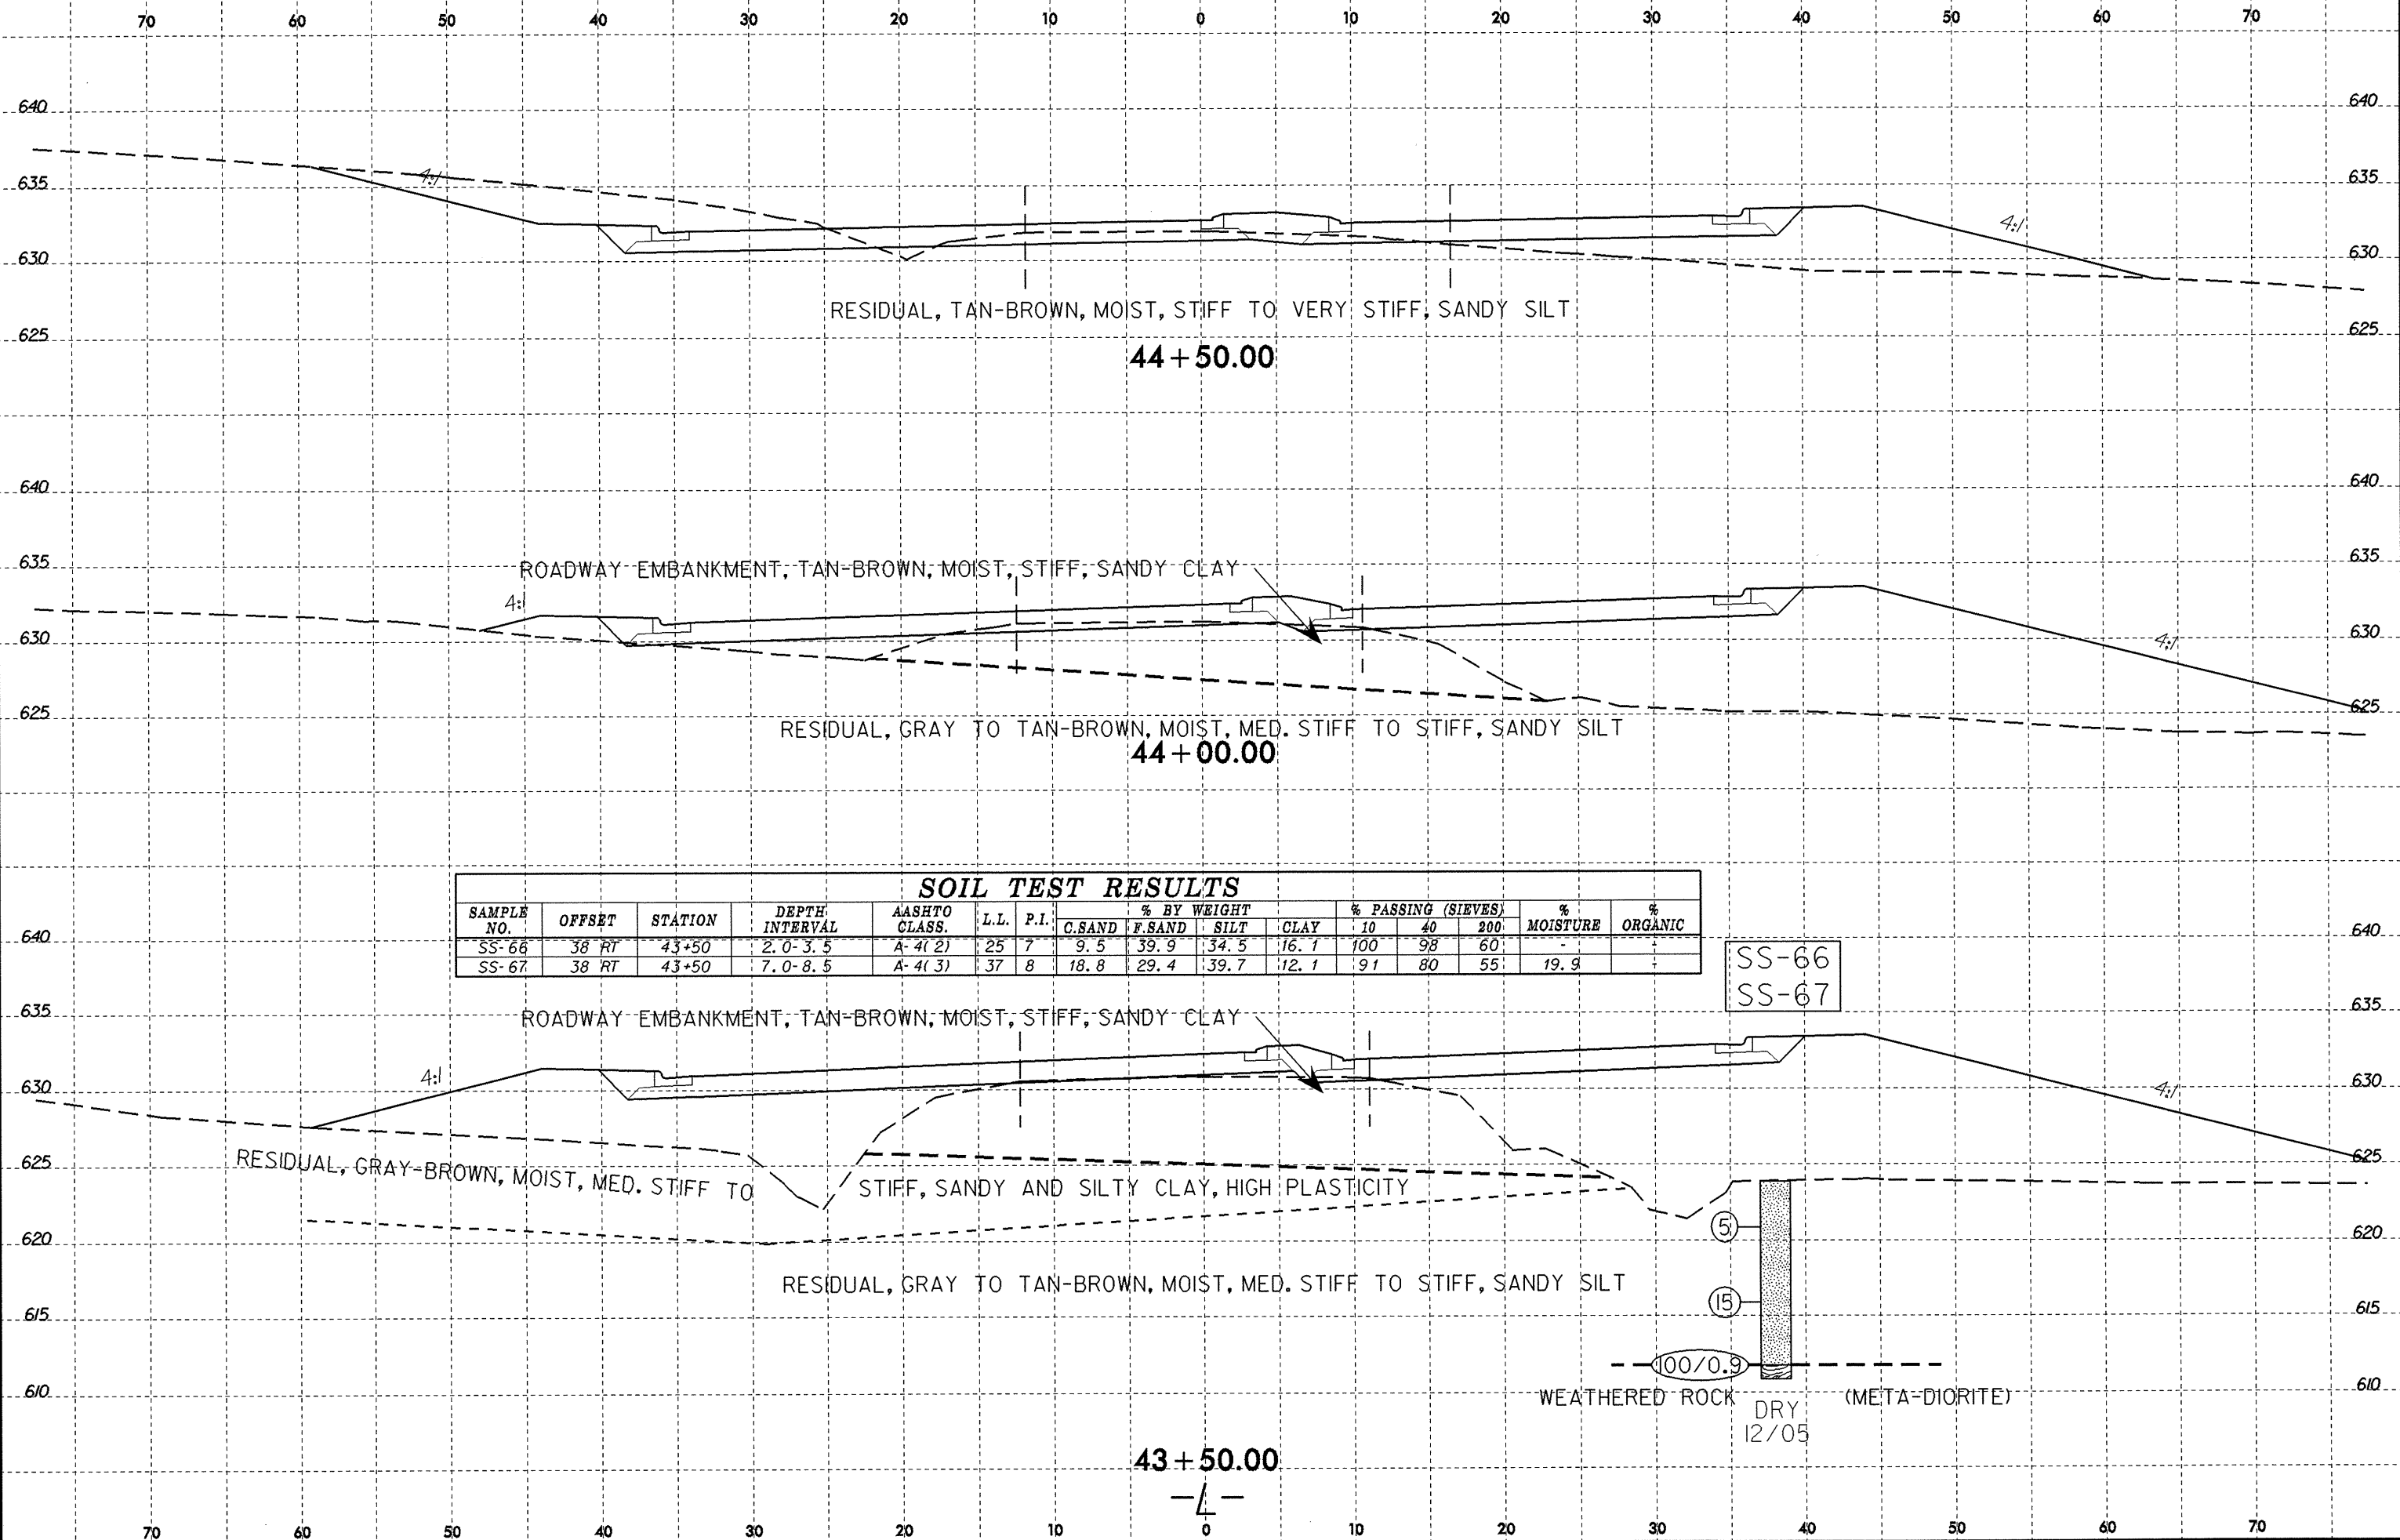 70 60 50 40 30 20 10 0 10 20 30 40 50 60 70
640 640
4:1
635 635
4:1
630 630
RESIDUAL, TAN-BROWN, MOIST, STIFF TO VERY STIFF, SANDY SILT
625 625
44+50.00
640 640
635 635
ROADWAY EMBANKMENT, TAN-BROWN, MOIST, STIFF, SANDY CLAY
4:1
630 630
4:1
625 625
RESIDUAL, GRAY TO TAN-BROWN, MOIST, MED. STIFF TO STIFF, SANDY SILT
44+00.00
SOIL TEST RESULTS
SAMPLE NO. OFFSET STATION DEPTH INTERVAL AASHTO CLASS. L.L. P.I. % BY WEIGHT C.SAND F.SAND SILT CLAY % PASSING (SIEVES) 10 40 200 % MOISTURE % ORGANIC
SS-66 38 RT 43+50 2.0-3.5 A-4(2) 25 7 9.5 39.9 34.5 16.1 100 98 60 - -
SS-67 38 RT 43+50 7.0-8.5 A-4(3) 37 8 18.8 29.4 39.7 12.1 91 80 55 19.9 -
640 640
SS-66
SS-67
635 635
ROADWAY EMBANKMENT, TAN-BROWN, MOIST, STIFF, SANDY CLAY
4:1
630 630
4:1
625 625
RESIDUAL, GRAY-BROWN, MOIST, MED. STIFF TO STIFF, SANDY AND SILTY CLAY, HIGH PLASTICITY
5
620 620
RESIDUAL, GRAY TO TAN-BROWN, MOIST, MED. STIFF TO STIFF, SANDY SILT
15
615 615
100/0.9
610 610
WEATHERED ROCK (META-DIORITE)
DRY
12/05
43+50.00
-L-
70 60 50 40 30 20 10 0 10 20 30 40 50 60 70